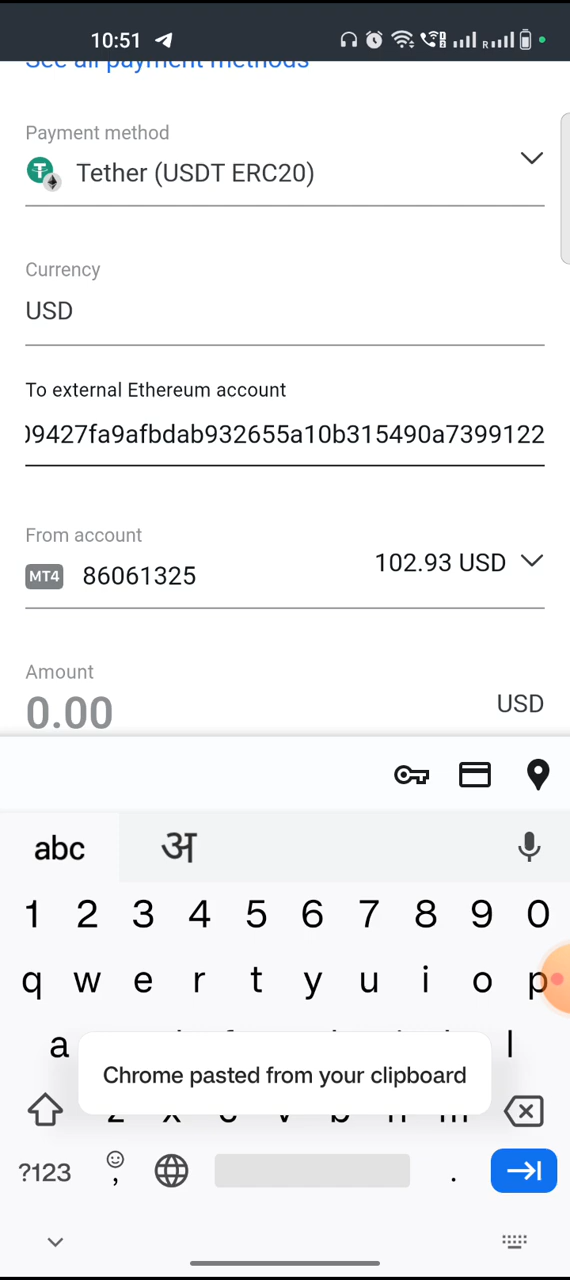 10:51
See all payment methods
Payment method
Tether (USDT ERC20)
Currency
USD
To external Ethereum account
09427fa9afbdab932655a10b315490a7399122
From account
MT4 86061325 102.93 USD
Amount
0.00 USD
abc अ
1 2 3 4 5 6 7 8 9 0
q w e r t y u i o p
a l
Chrome pasted from your clipboard
z x c v b n m
?123 , .